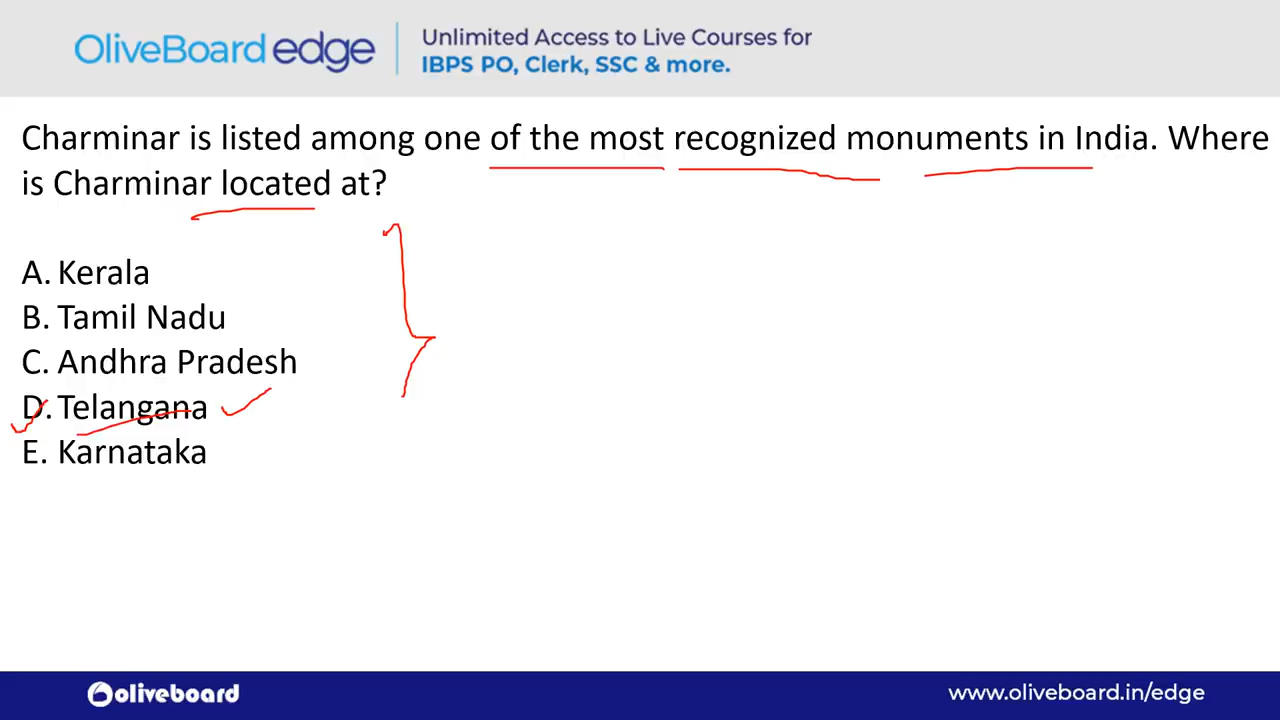 OliveBoard edge
Unlimited Access to Live Courses for
IBPS PO, Clerk, SSC & more.
Charminar is listed among one of the most recognized monuments in India. Where
is Charminar located at?
A. Kerala
B. Tamil Nadu
C. Andhra Pradesh
D. Telangana
E. Karnataka
oliveboard
www.oliveboard.in/edge